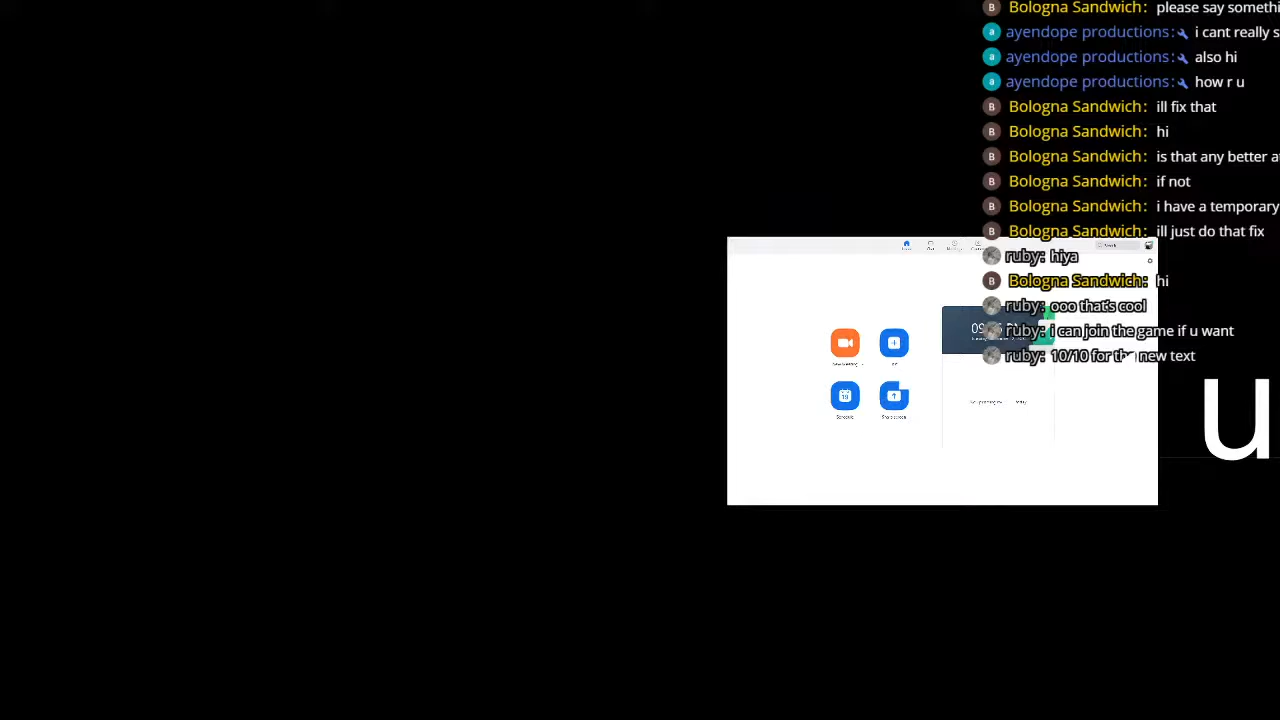 B Bologna Sandwich: please say somethi
a ayendope productions: i cant really s
a ayendope productions: also hi
a ayendope productions: how r u
B Bologna Sandwich: ill fix that
B Bologna Sandwich: hi
B Bologna Sandwich: is that any better a
B Bologna Sandwich: if not
B Bologna Sandwich: i have a temporary
B Bologna Sandwich: ill just do that fix
ruby: hiya
B Bologna Sandwich: hi
ruby: ooo that's cool
ruby: i can join the game if u want
ruby: 10/10 for the new text
u
19
Schedule